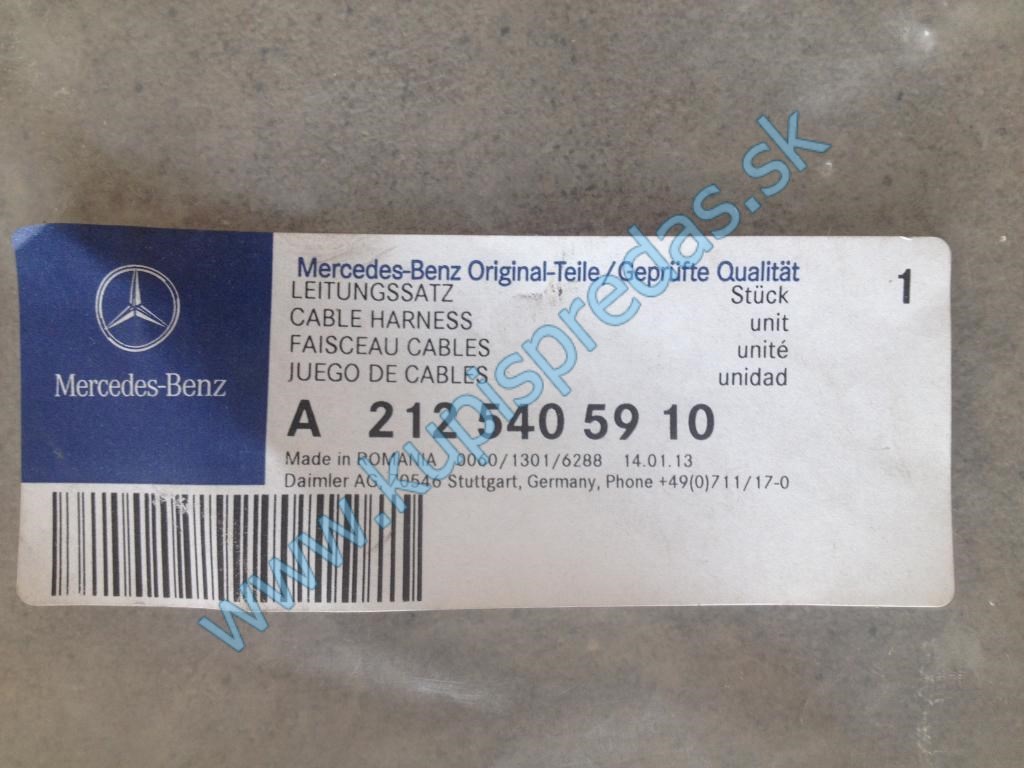 Mercedes-Benz
Mercedes-Benz Original-Teile/Geprüfte Qualität
LEITUNGSSATZ Stück 1
CABLE HARNESS unit
FAISCEAU CABLES unité
JUEGO DE CABLES unidad
A 212 540 59 10
Made in ROMANIA 0060/1301/6288 14.01.13
Daimler AG, 70546 Stuttgart, Germany, Phone +49(0)711/17-0
www.kupispredas.sk